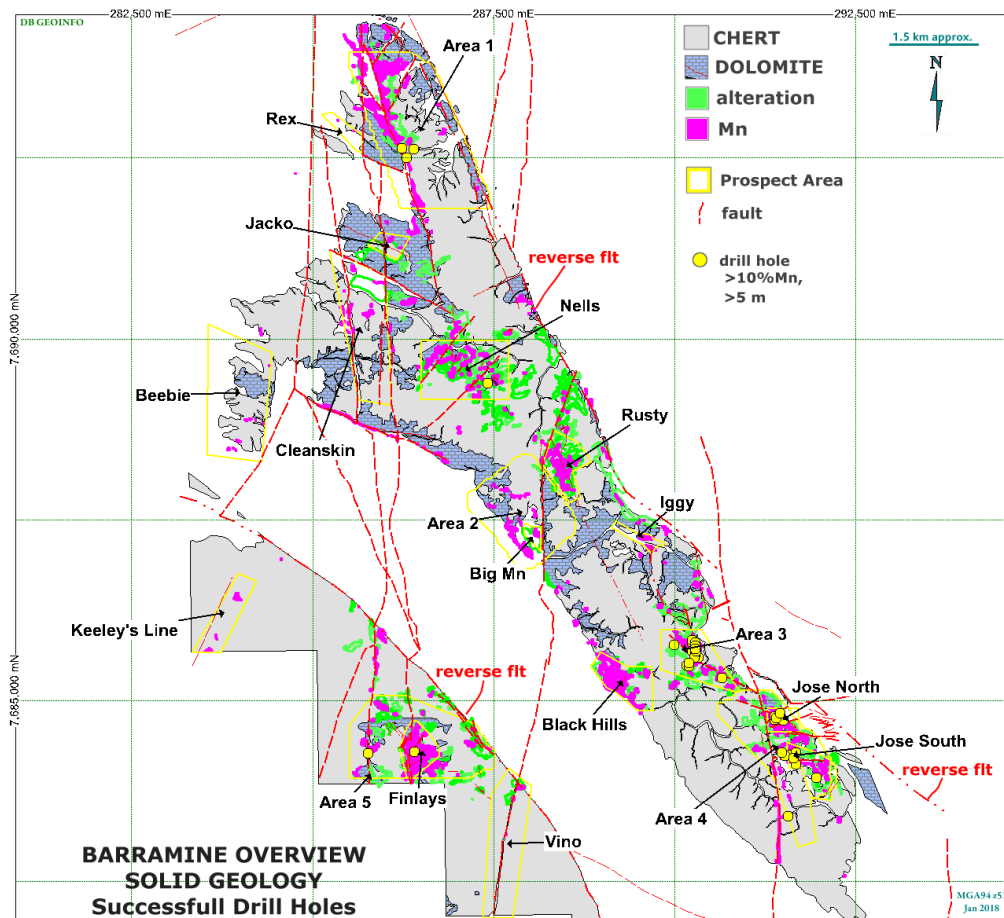 DB GEOINFO
282,500 mE
287,500 mE
292,500 mE
CHERT
DOLOMITE
alteration
Mn
Prospect Area
fault
drill hole
>10%Mn,
>5 m
1.5 km approx.
N
Area 1
Rex
Jacko
reverse flt
Nells
7,690,000 mN
Beebie
Cleanskin
Rusty
Iggy
Area 2
Big Mn
Keeley's Line
Area 3
7,685,000 mN
reverse flt
Black Hills
Jose North
Jose South
reverse flt
Area 4
Area 5
Finlays
Vino
BARRAMINE OVERVIEW
SOLID GEOLOGY
Successfull Drill Holes
MGA94 z5
Jan 2018